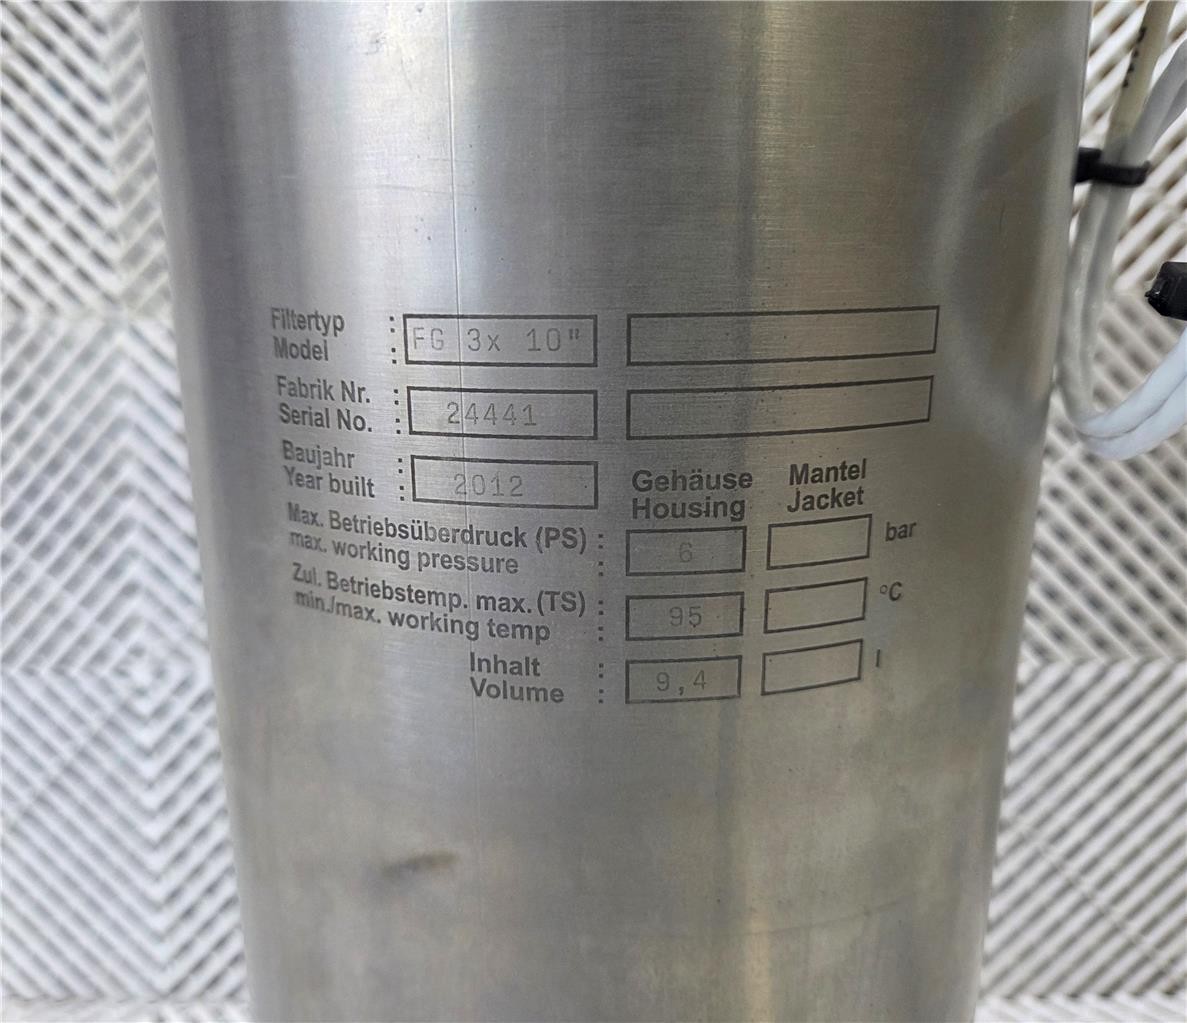 Filtertyp : FG 3x 10"
Model :
Fabrik Nr. : 24441
Serial No. :
Baujahr : 2012
Year built :
Gehäuse Mantel
Housing Jacket
Max. Betriebsüberdruck (PS) : 6 bar
max. working pressure :
Zul. Betriebstemp. max. (TS) : 95 °C
min./max. working temp :
Inhalt : 9,4 l
Volume :